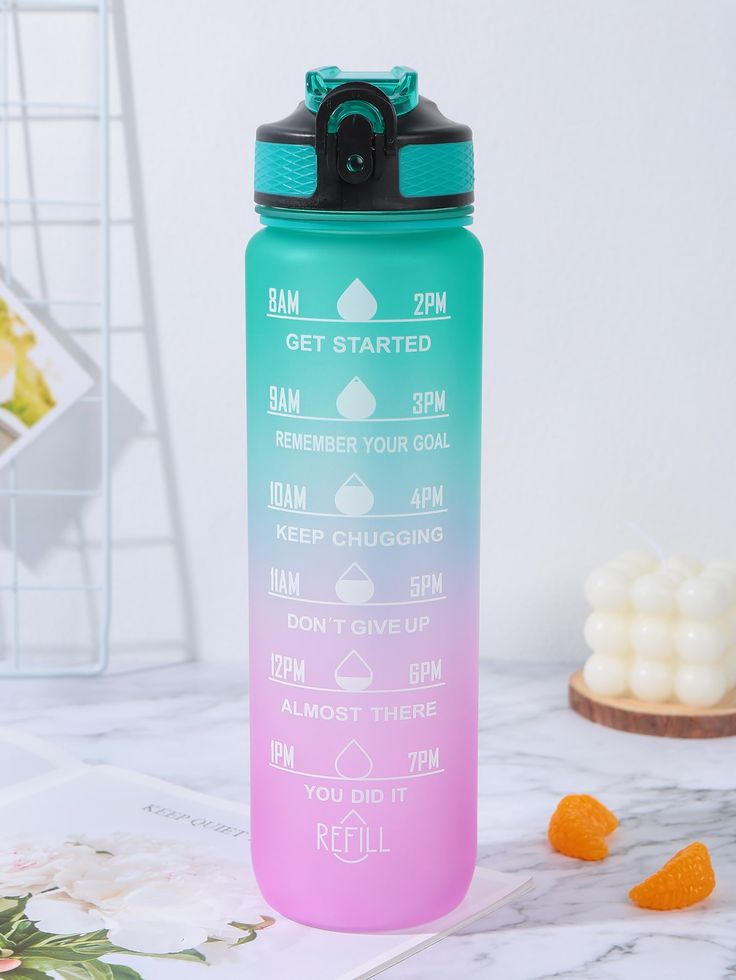 8AM 2PM
GET STARTED
9AM 3PM
REMEMBER YOUR GOAL
10AM 4PM
KEEP CHUGGING
11AM 5PM
DON'T GIVE UP
12PM 6PM
ALMOST THERE
1PM 7PM
YOU DID IT
REFILL
KEEP QUIET